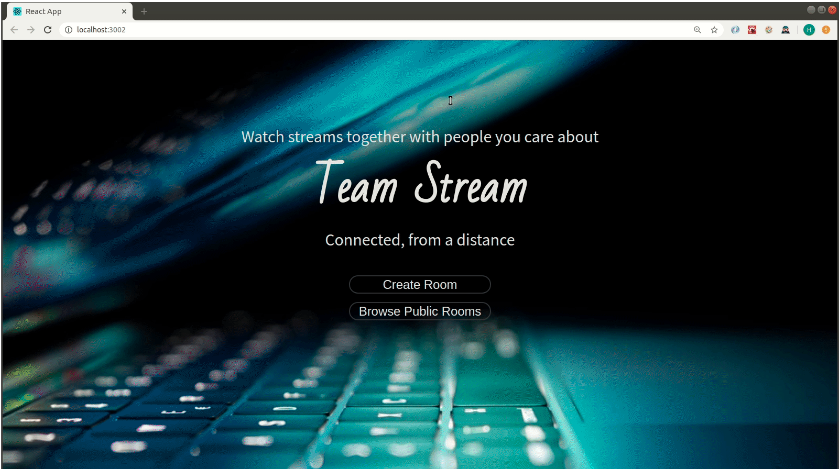 React App
localhost:3002
H
Watch streams together with people you care about
Team Stream
Connected, from a distance
Create Room
Browse Public Rooms